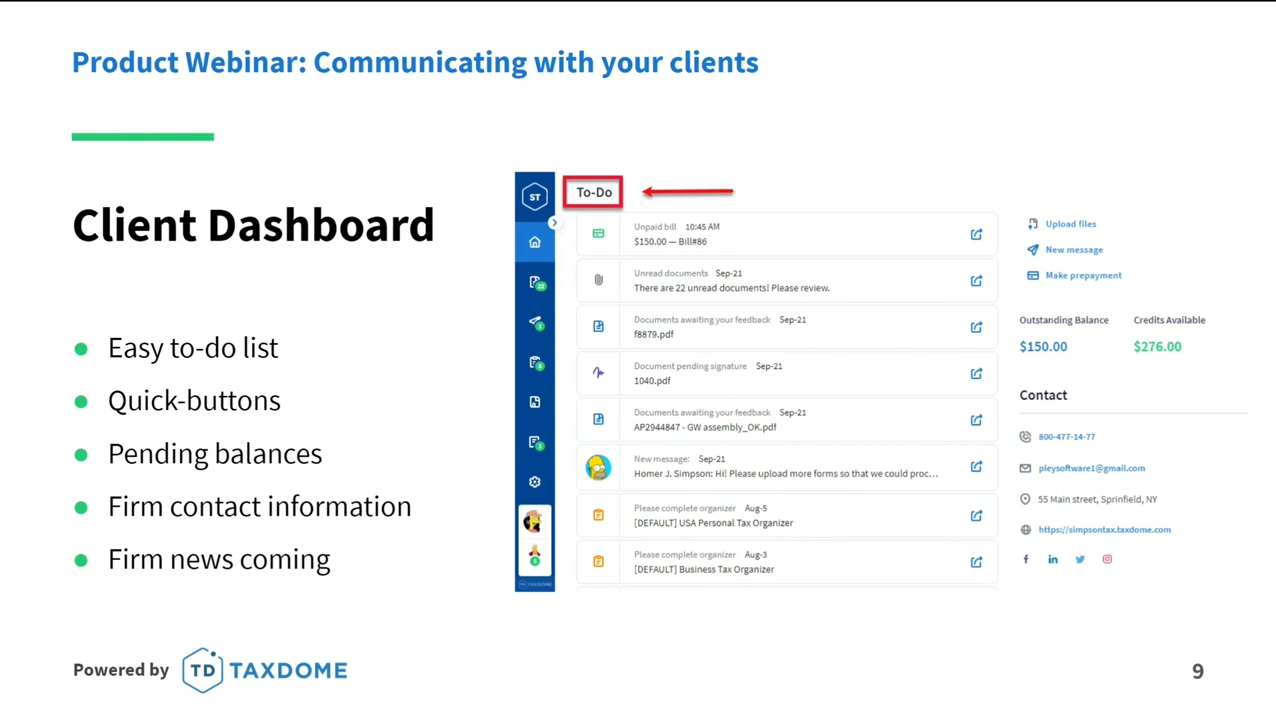 Product Webinar: Communicating with your clients
Client Dashboard
Easy to-do list
Quick-buttons
Pending balances
Firm contact information
Firm news coming
ST
To-Do
Unpaid bill 10:45 AM
$150.00 — Bill#86
Unread documents Sep-21
There are 22 unread documents! Please review.
Documents awaiting your feedback Sep-21
f8879.pdf
Document pending signature Sep-21
1040.pdf
Documents awaiting your feedback Sep-21
AP2944847 - GW assembly_OK.pdf
New message: Sep-21
Homer J. Simpson: Hi! Please upload more forms so that we could proc...
Please complete organizer Aug-5
[DEFAULT] USA Personal Tax Organizer
Please complete organizer Aug-3
[DEFAULT] Business Tax Organizer
Upload files
New message
Make prepayment
Outstanding Balance Credits Available
$150.00 $276.00
Contact
800-477-14-77
pleysoftware1@gmail.com
55 Main street, Sprinfield, NY
https://simpsontax.taxdome.com
Powered by TD TAXDOME
9